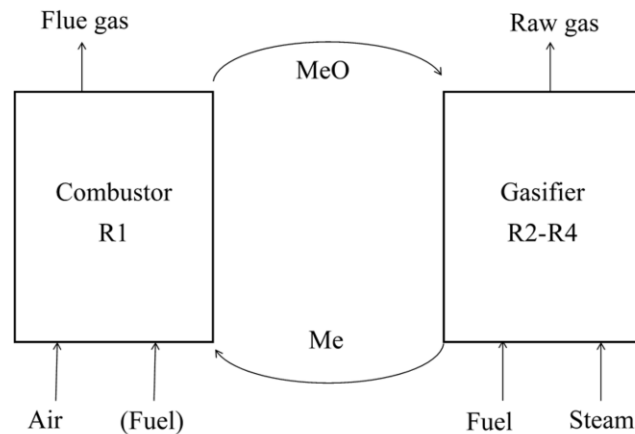 Flue gas
Raw gas
MeO
Combustor
R1
Gasifier
R2-R4
Me
Air
(Fuel)
Fuel
Steam